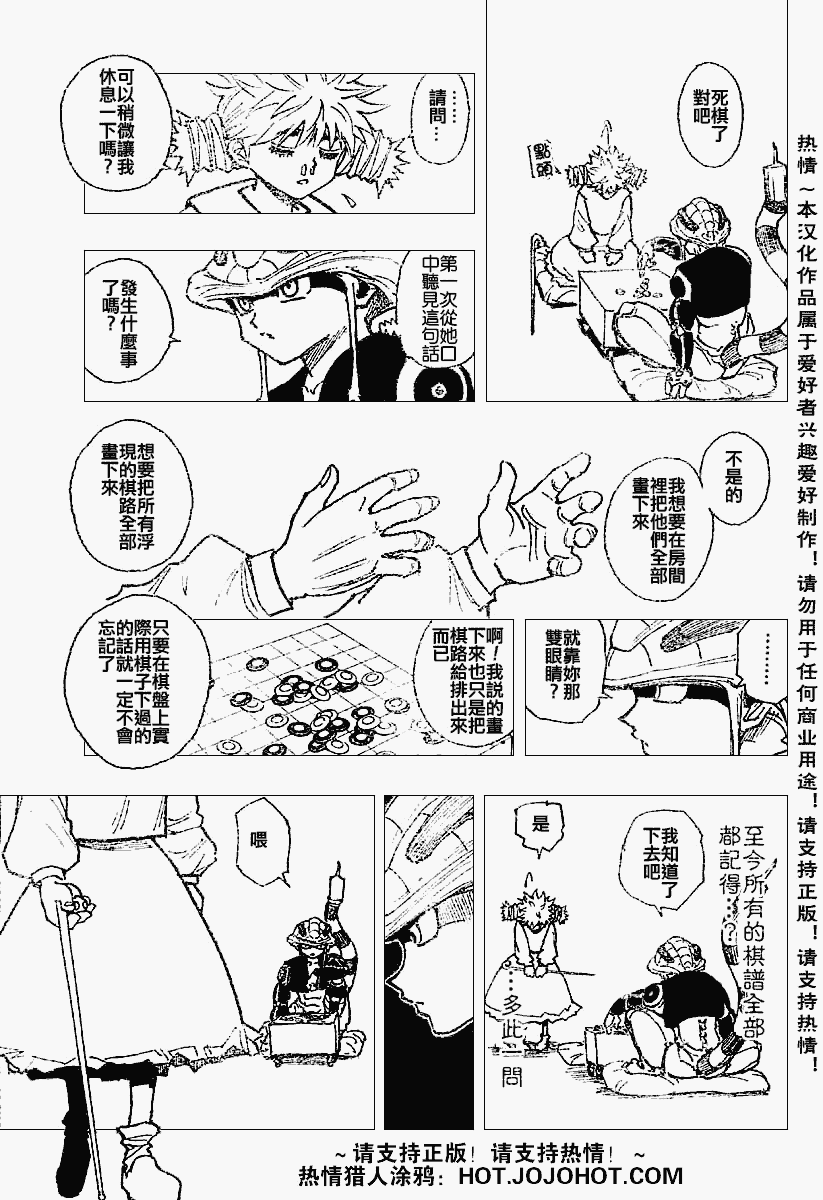 死棋了
對吧
點頭
……
請問…
可以稍微讓我
休息一下嗎？
第一次從她口
中聽見這句話
發生什麼事
了嗎？
不是的
我想要在房間
裡把他們全部
畫下來
想要把所有浮
現的棋路全部
畫下來
………
就靠妳那
雙眼睛？
啊！我說的畫
下來也只是把
棋路給排出來
而已
只要在棋盤上實
際用棋子下過的
的話就一定不會
忘記了
至今所有的棋譜全部
都記得…？
我知道了
下去吧
是
…多此一問
喂
热情～本汉化作品属于爱好者兴趣爱好制作！请勿用于任何商业用途！请支持正版！请支持热情！
～请支持正版！请支持热情！～
热情猎人涂鸦：HOT.JOJOHOT.COM